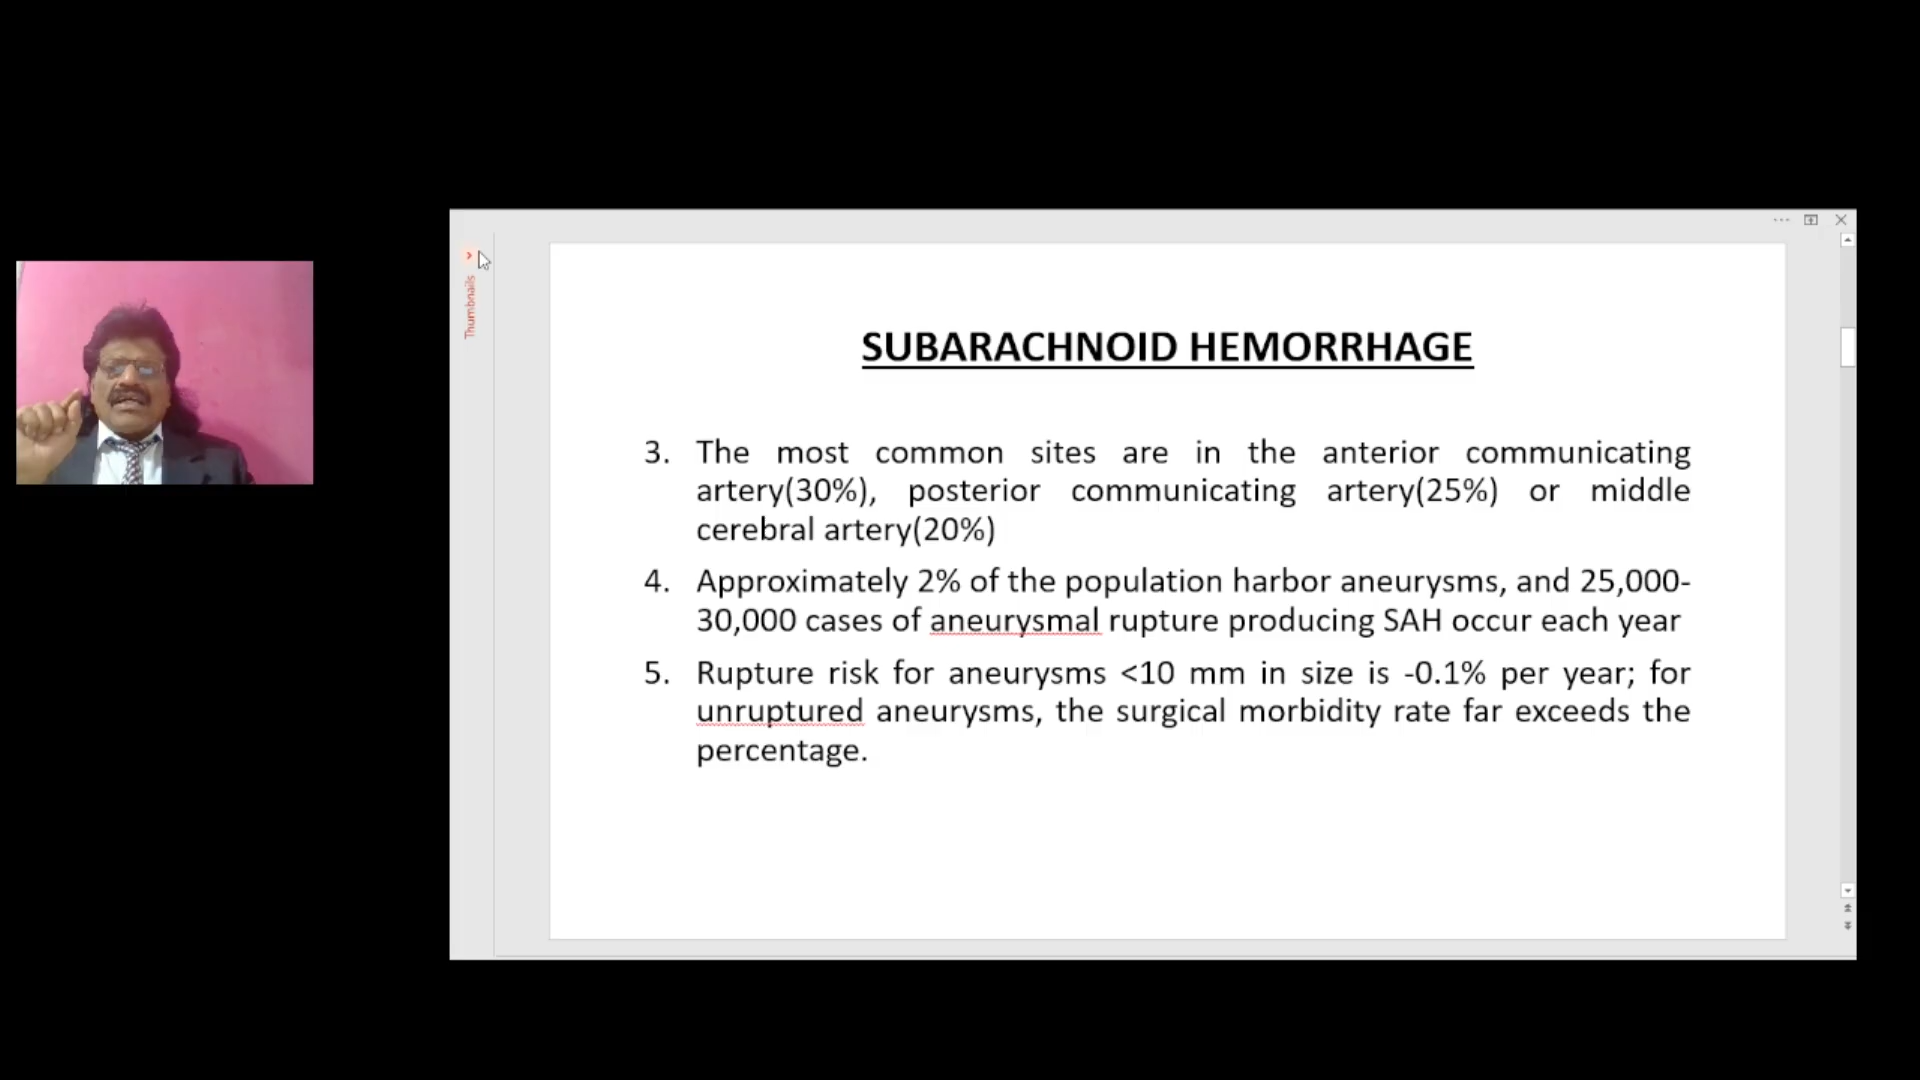 Thumbnails
SUBARACHNOID HEMORRHAGE
3. The most common sites are in the anterior communicating
artery(30%), posterior communicating artery(25%) or middle
cerebral artery(20%)
4. Approximately 2% of the population harbor aneurysms, and 25,000-
30,000 cases of aneurysmal rupture producing SAH occur each year
5. Rupture risk for aneurysms <10 mm in size is -0.1% per year; for
unruptured aneurysms, the surgical morbidity rate far exceeds the
percentage.